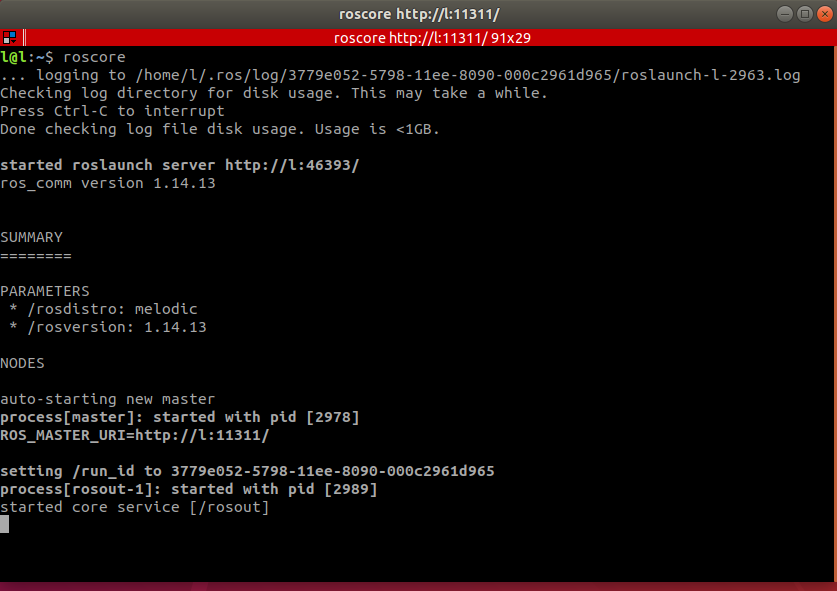 roscore http://l:11311/
roscore http://l:11311/ 91x29
l@l:~$ roscore
... logging to /home/l/.ros/log/3779e052-5798-11ee-8090-000c2961d965/roslaunch-l-2963.log
Checking log directory for disk usage. This may take a while.
Press Ctrl-C to interrupt
Done checking log file disk usage. Usage is <1GB.
started roslaunch server http://l:46393/
ros_comm version 1.14.13
SUMMARY
========
PARAMETERS
 * /rosdistro: melodic
 * /rosversion: 1.14.13
NODES
auto-starting new master
process[master]: started with pid [2978]
ROS_MASTER_URI=http://l:11311/
setting /run_id to 3779e052-5798-11ee-8090-000c2961d965
process[rosout-1]: started with pid [2989]
started core service [/rosout]